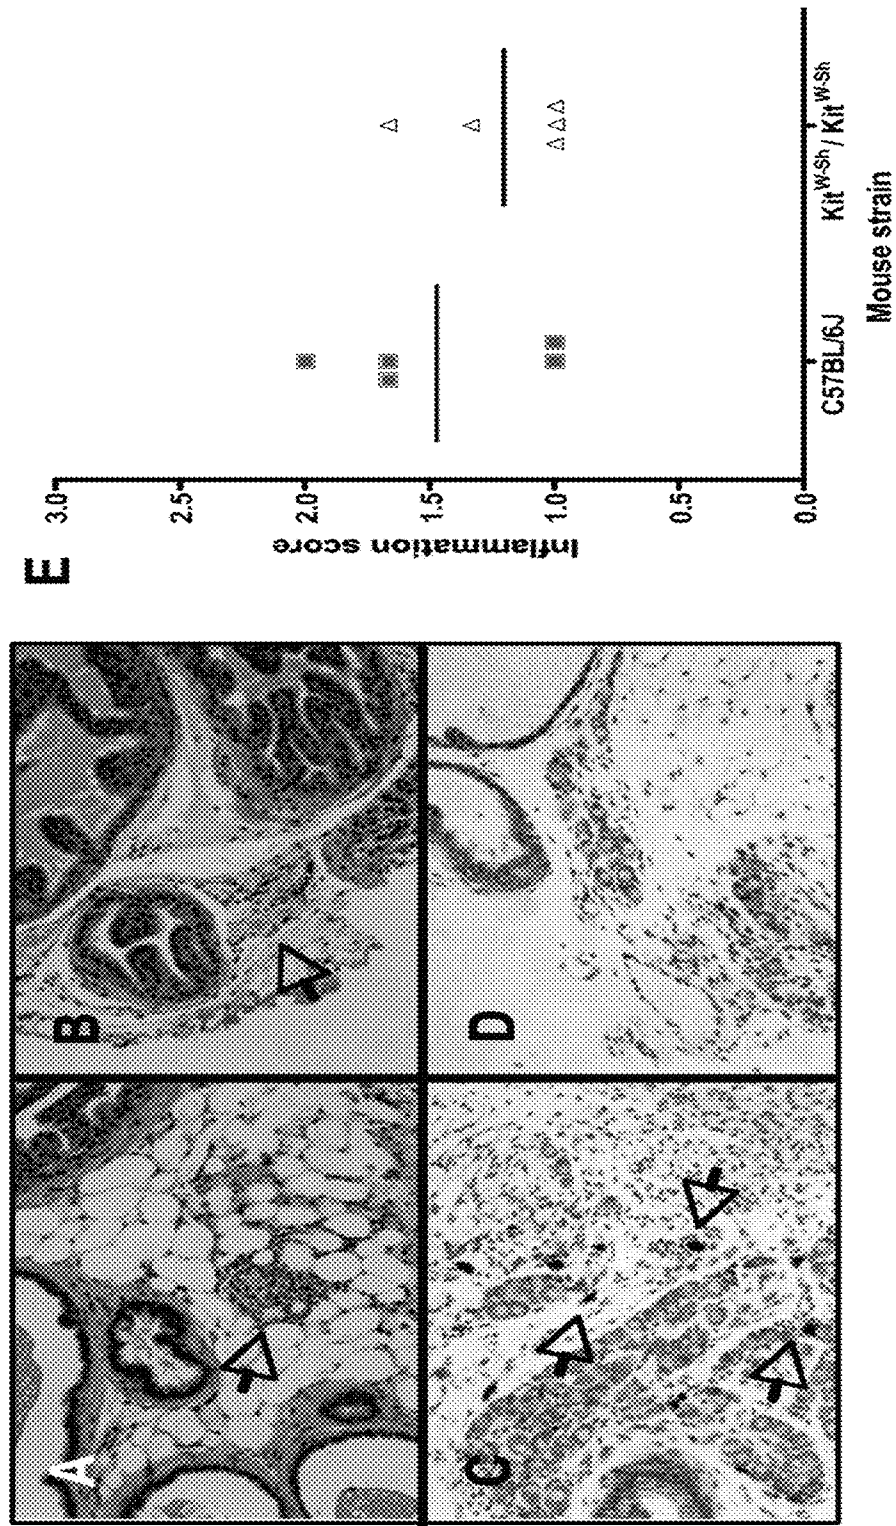 A
B
C
D
E
Inflammation score
3.0
2.5
2.0
1.5
1.0
0.5
0.0
C57BL/6J
Kit^W-Sh / Kit^W-Sh
Mouse strain